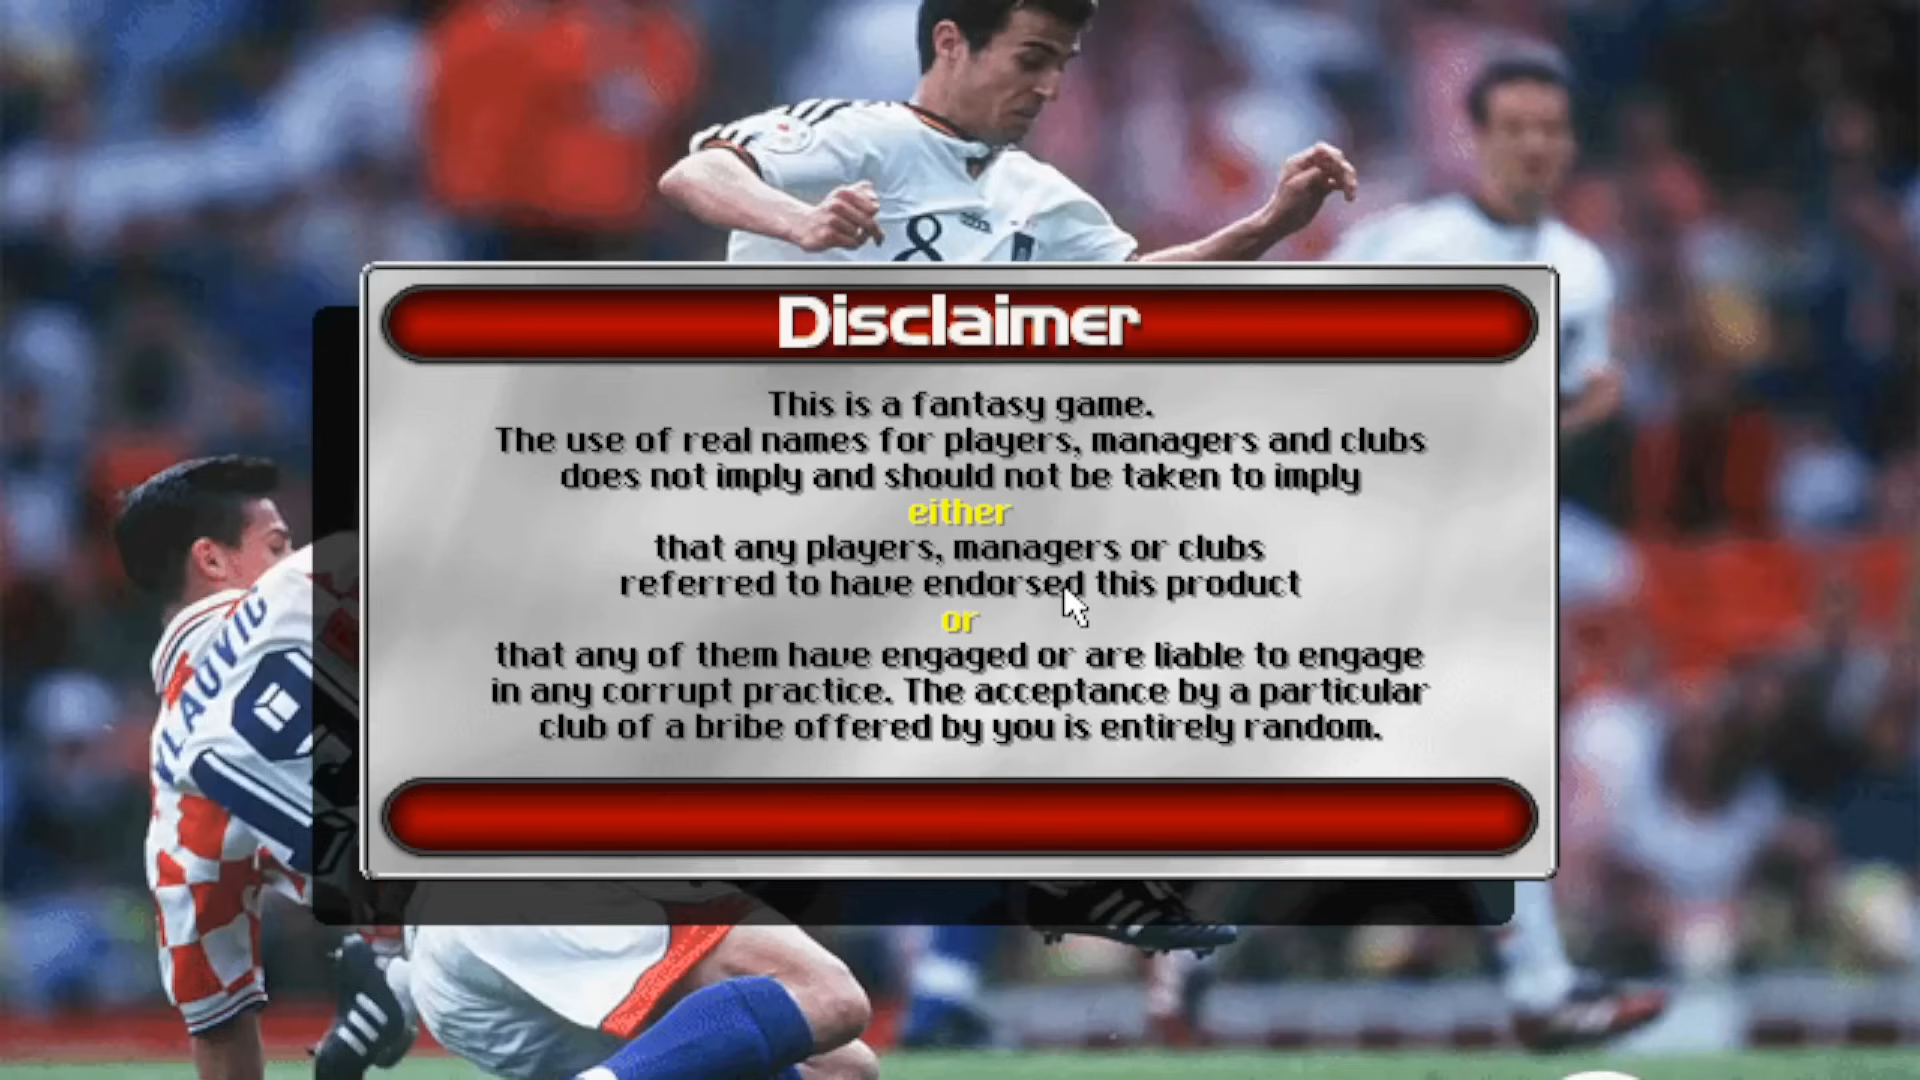 8
Disclaimer
This is a fantasy game.
The use of real names for players, managers and clubs
does not imply and should not be taken to imply
either
that any players, managers or clubs
referred to have endorsed this product
or
that any of them have engaged or are liable to engage
in any corrupt practice. The acceptance by a particular
club of a bribe offered by you is entirely random.
VLAOVIC